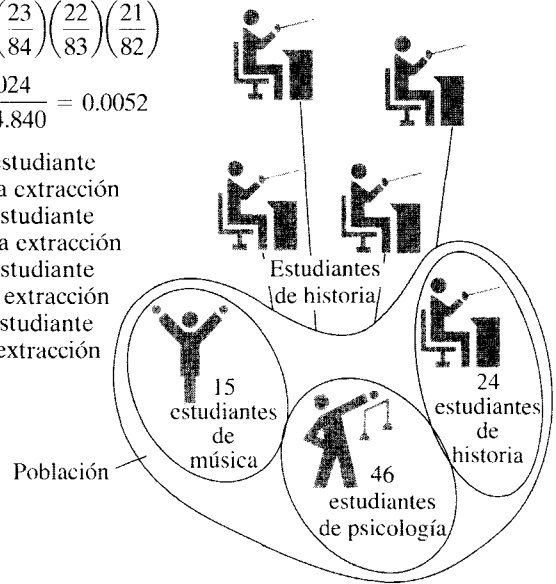 (23/84)(22/83)(21/82)
024/4.840 = 0.0052
estudiante
a extracción
estudiante
a extracción
estudiante
extracción
estudiante
extracción
Estudiantes
de historia
15
estudiantes
de
música
24
estudiantes
de
historia
46
estudiantes
de psicología
Población